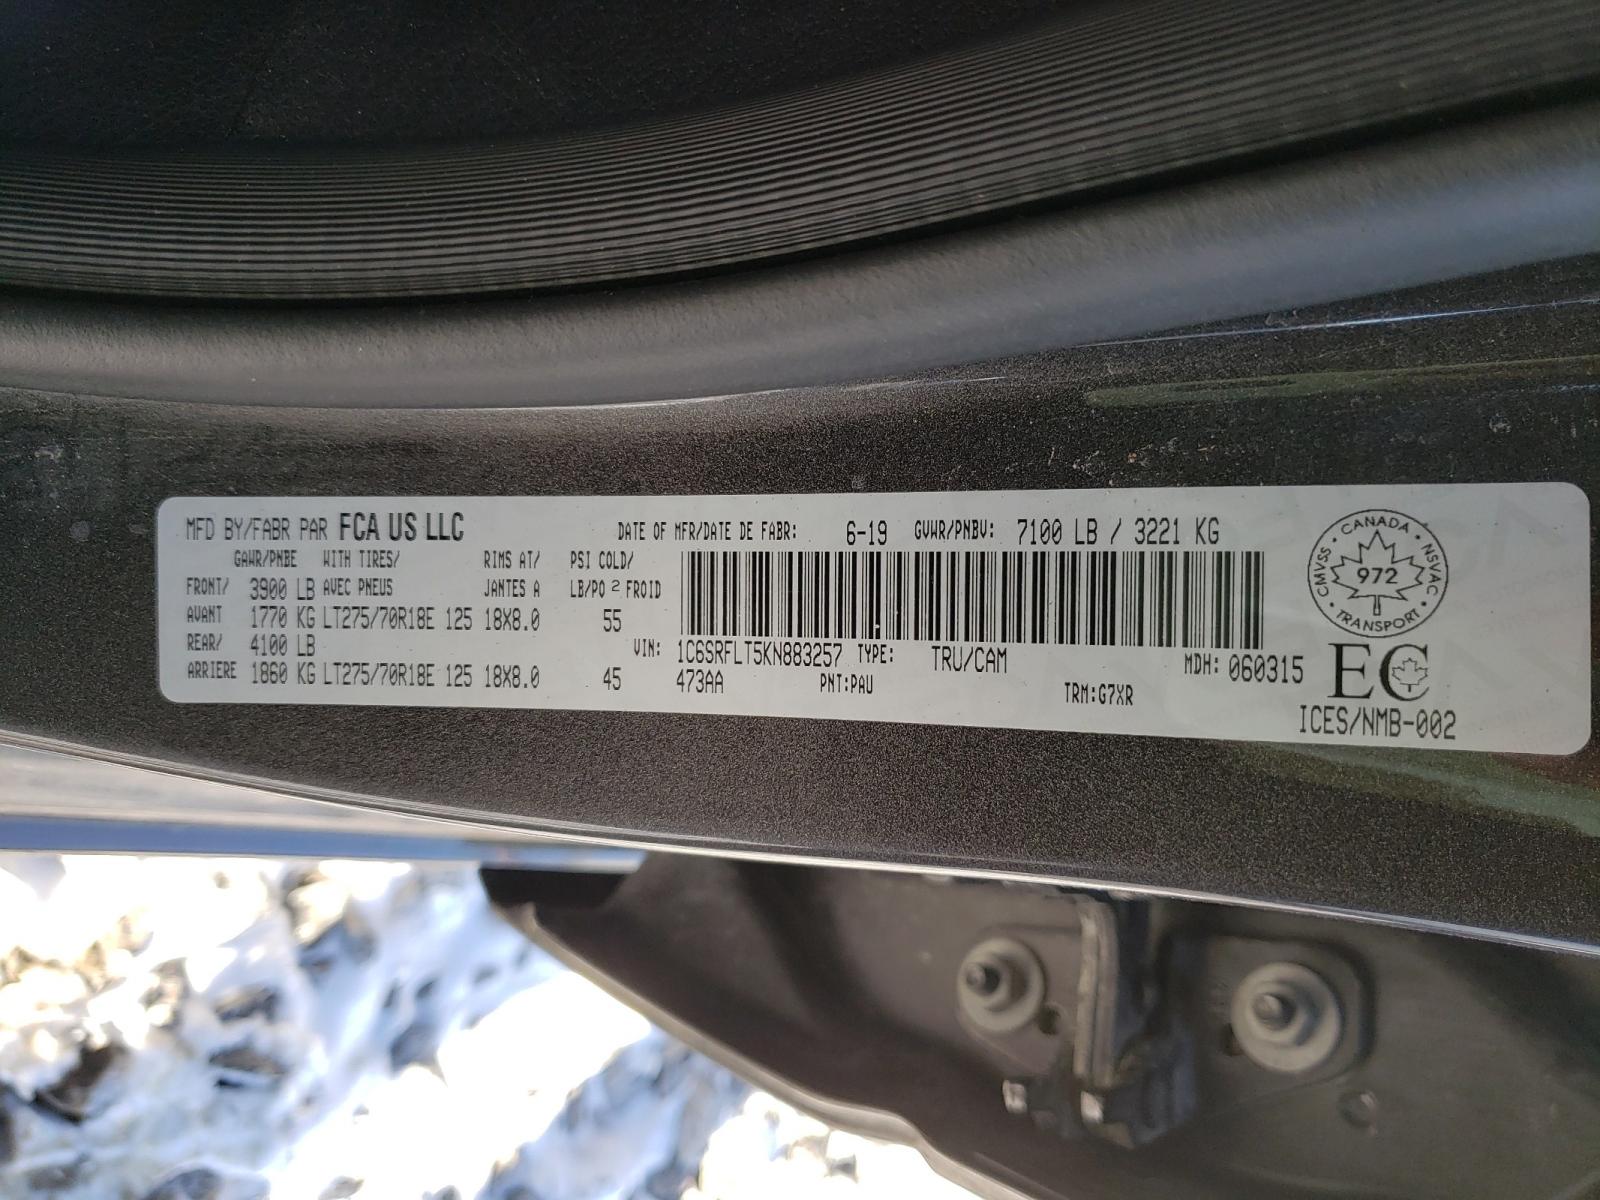 MFD BY/FABR PAR FCA US LLC DATE OF MFR/DATE DE FABR: 6-19 GVWR/PNBV: 7100 LB / 3221 KG
GAWR/PNBE WITH TIRES/ RIMS AT/ PSI COLD/
FRONT/ 3900 LB AVEC PNEUS JANTES A LB/PO 2 FROID
AVANT 1770 KG LT275/70R18E 125 18X8.0 55
REAR/ 4100 LB
ARRIERE 1860 KG LT275/70R18E 125 18X8.0 45
VIN: 1C6SRFLT5KN883257 TYPE: TRU/CAM MDH: 060315
473AA PNT:PAU TRM:G7XR
CANADA
CMVSS • NSVAC
972
TRANSPORT
EC
ICES/NMB-002